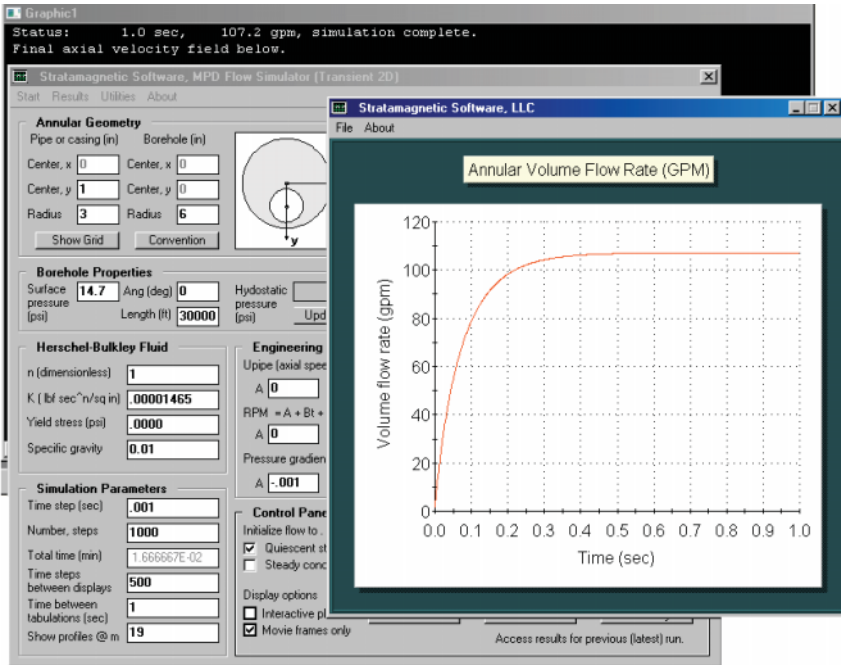 Graphic1
Status: 1.0 sec, 107.2 gpm, simulation complete.
Final axial velocity field below.
Stratamagnetic Software, MPD Flow Simulator (Transient 2D)
Start Results Utilities About
Annular Geometry
Pipe or casing (in) Borehole (in)
Center, x 0 Center, x 0
Center, y 1 Center, y 0
Radius 3 Radius 6
Show Grid Convention
y
Borehole Properties
Surface pressure (psi) 14.7 Ang (deg) 0
Length (ft) 30000
Hydostatic pressure (psi)
Upd
Herschel-Bulkley Fluid
n (dimensionless) 1
K ( lbf sec^n/sq in) .00001465
Yield stress (psi) .0000
Specific gravity 0.01
Engineering
Upipe (axial spee
A 0
RPM = A + Bt +
A 0
Pressure gradien
A -.001
Simulation Parameters
Time step (sec) .001
Number, steps 1000
Total time (min) 1.666667E-02
Time steps between displays 500
Time between tabulations (sec) 1
Show profiles @ m 19
Control Pane
Initialize flow to .
Quiescent st
Steady conc
Display options
Interactive pl
Movie frames only
Access results for previous (latest) run.
Stratamagnetic Software, LLC
File About
Annular Volume Flow Rate (GPM)
Volume flow rate (gpm)
120
100
80
60
40
20
0
0.0 0.1 0.2 0.3 0.4 0.5 0.6 0.7 0.8 0.9 1.0
Time (sec)